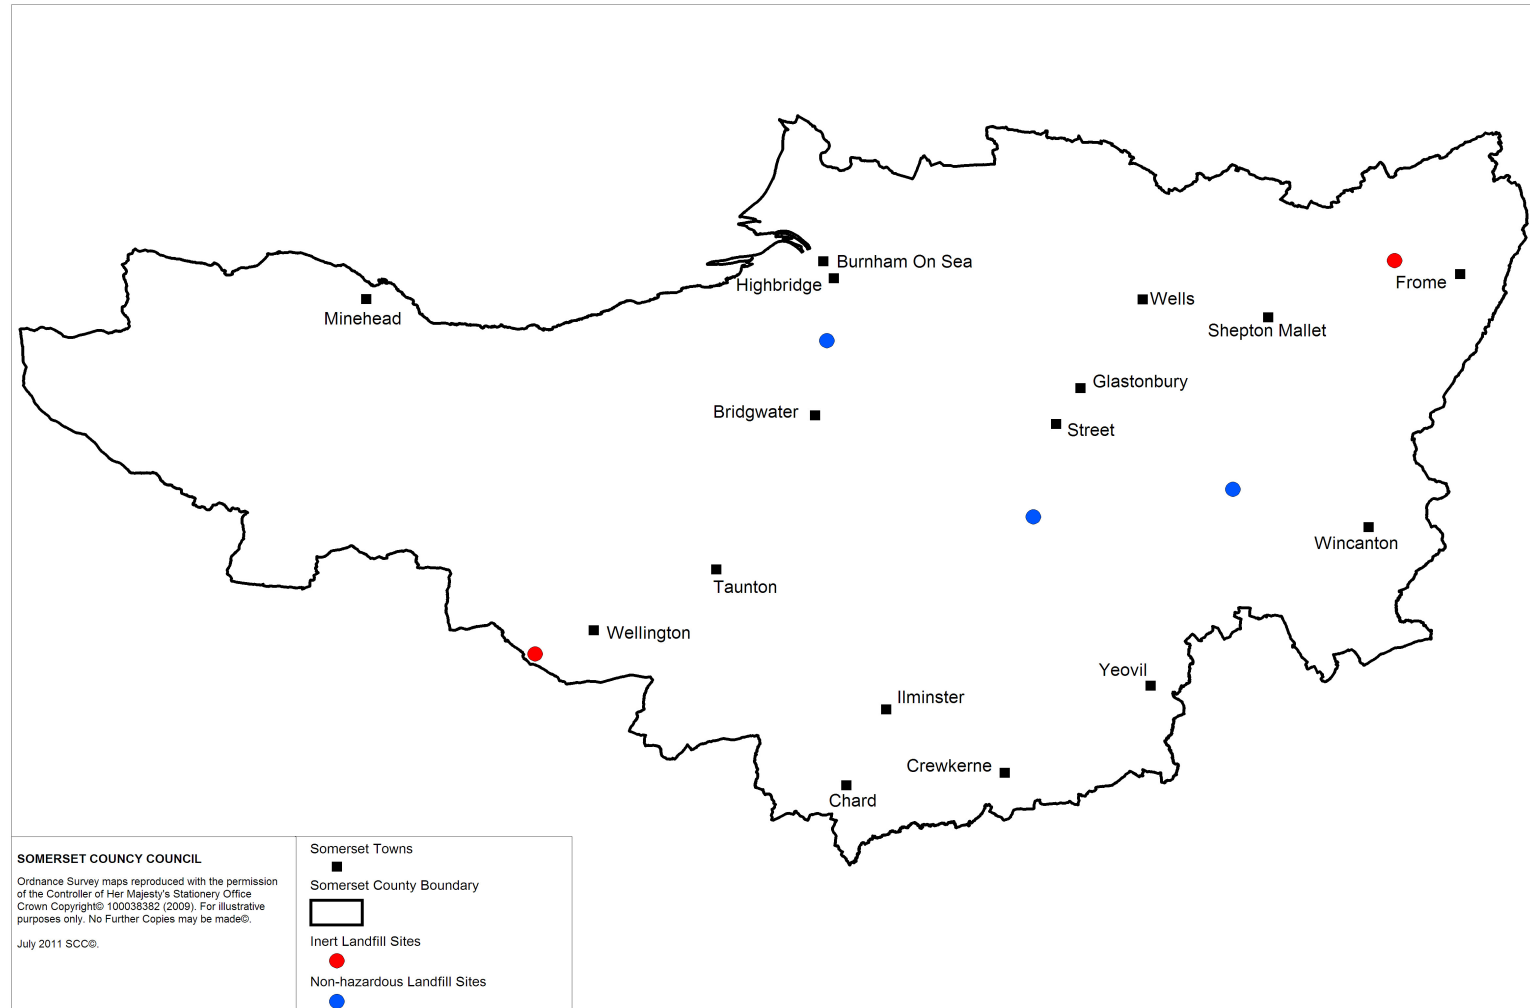 Burnham On Sea
Highbridge
Minehead
Wells
Frome
Shepton Mallet
Glastonbury
Bridgwater
Street
Wincanton
Taunton
Wellington
Yeovil
Ilminster
Crewkerne
Chard
SOMERSET COUNCY COUNCIL
Ordnance Survey maps reproduced with the permission
of the Controller of Her Majesty's Stationery Office
Crown Copyright© 100038382 (2009). For illustrative
purposes only. No Further Copies may be made©.
July 2011 SCC©.
Somerset Towns
Somerset County Boundary
Inert Landfill Sites
Non-hazardous Landfill Sites